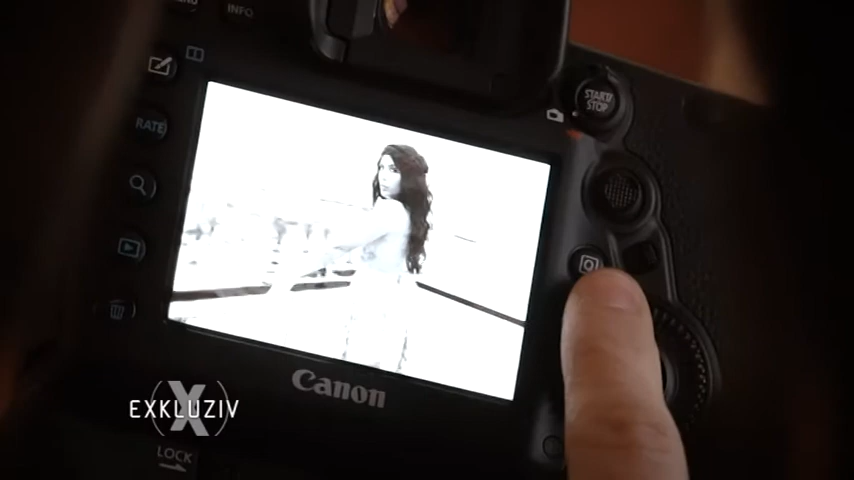 INFO
START/
STOP
RATE
Canon
X
EXKLUZIV
LOCK